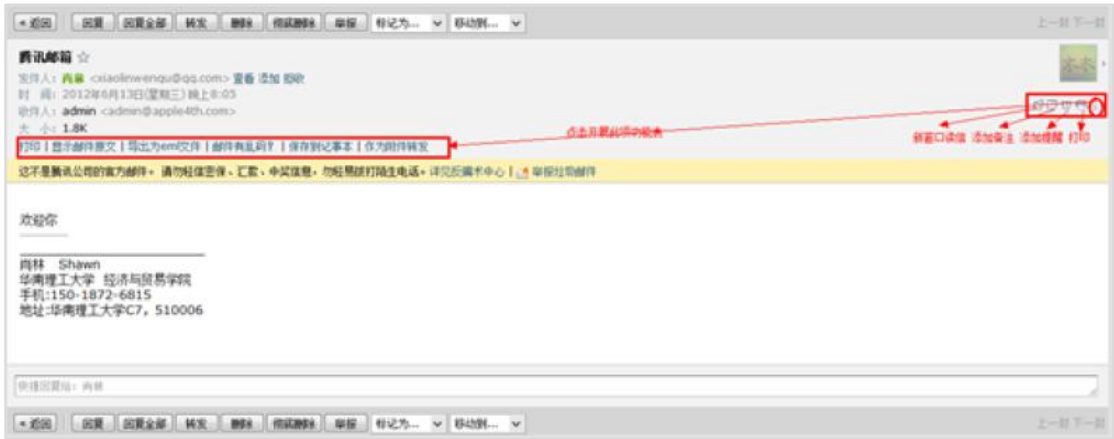 « 返回 回复 回复全部 转发 删除 彻底删除 举报 标记为... 移动到... 上一封 下一封
腾讯邮箱 ☆
发件人：肖林 <xiaolinwenqu@qq.com> 查看 添加 拒收
时 间：2012年6月13日(星期三) 晚上8:05
收件人：admin <admin@apple4th.com>
大 小：1.8K
点击并展此项功能表
新窗口读信 添加备注 添加提醒 打印
打印 | 显示邮件原文 | 导出为eml文件 | 邮件有乱码? | 保存到记事本 | 作为附件转发
这不是腾讯公司的官方邮件。 请勿轻信密保、汇款、中奖信息，勿轻易拨打陌生电话。 详见反骗术中心 | 举报垃圾邮件
欢迎你
肖林 Shawn
华南理工大学 经济与贸易学院
手机:150-1872-6815
地址:华南理工大学C7，510006
快捷回复给：肖林
« 返回 回复 回复全部 转发 删除 彻底删除 举报 标记为... 移动到... 上一封 下一封